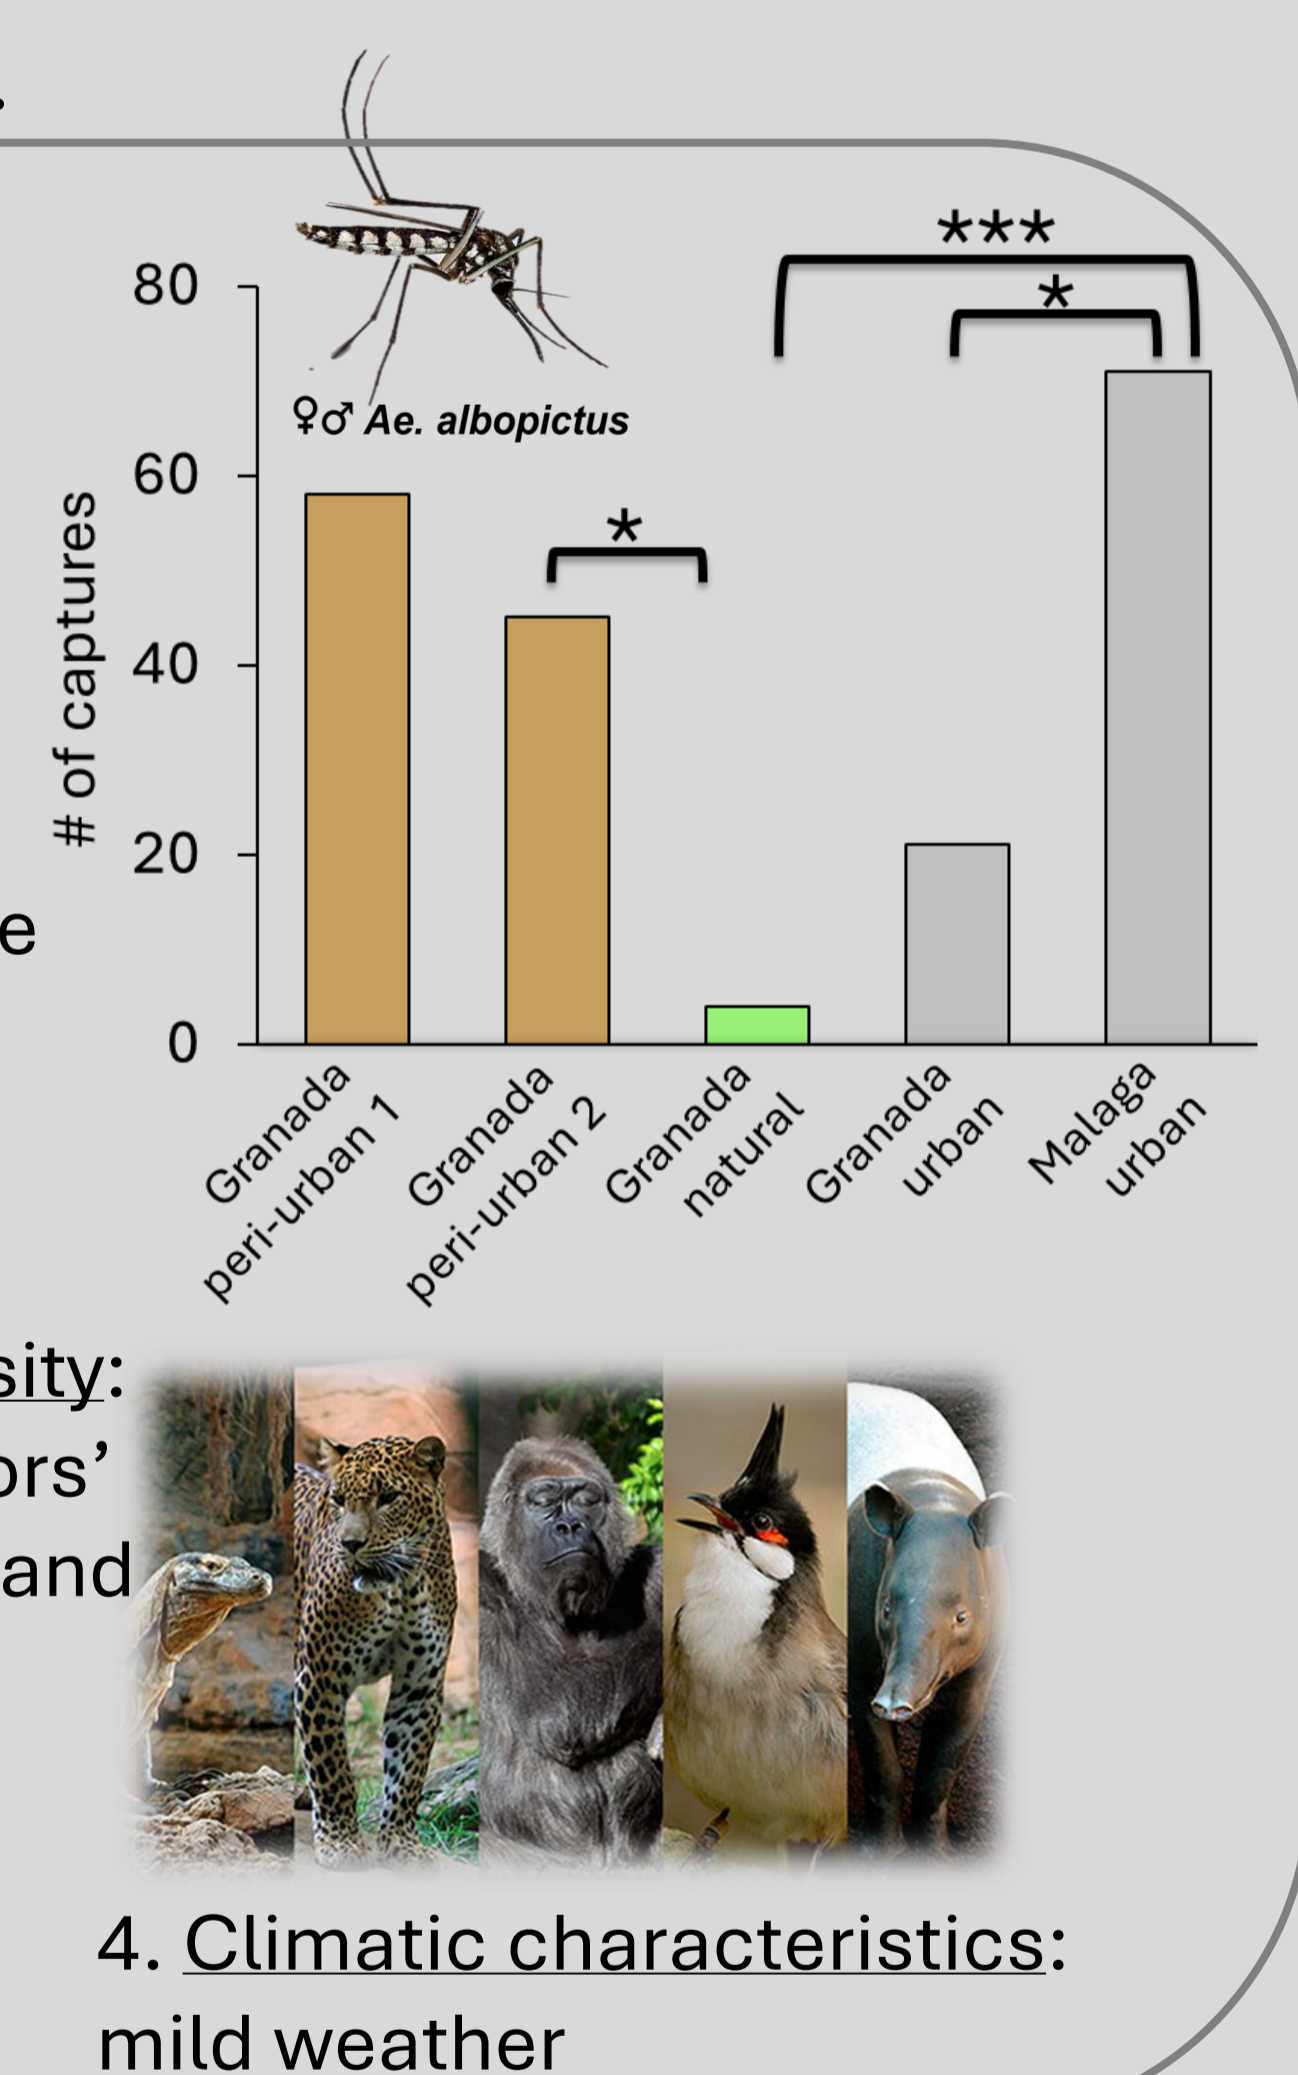 .
***
*
80
♀♂ Ae. albopictus
60
*
# of captures
40
20
e
0
Granada
peri-urban 1
Granada
peri-urban 2
Granada
natural
Granada
urban
Malaga
urban
sity:
ors’
and
4. Climatic characteristics:
mild weather